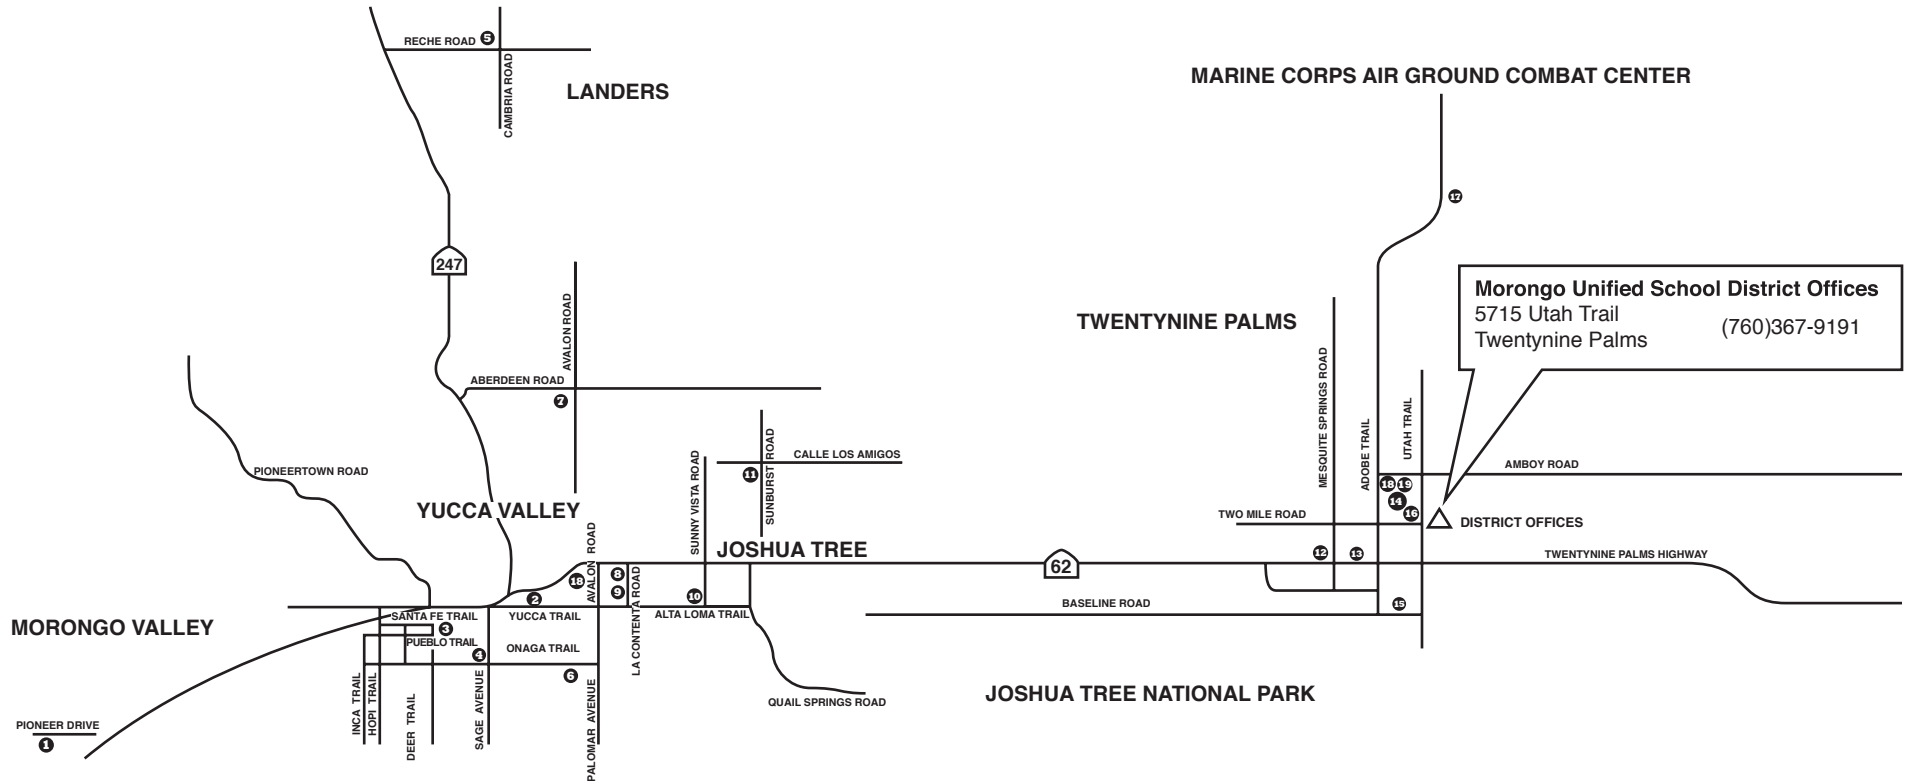 RECHE ROAD
5
CAMBRIA ROAD
LANDERS
MARINE CORPS AIR GROUND COMBAT CENTER
17
247
Morongo Unified School District Offices
5715 Utah Trail
(760)367-9191
Twentynine Palms
TWENTYNINE PALMS
AVALON ROAD
ABERDEEN ROAD
7
MESQUITE SPRINGS ROAD
ADOBE TRAIL
UTAH TRAIL
PIONEERTOWN ROAD
SUNNY VISTA ROAD
11
SUNBURST ROAD
CALLE LOS AMIGOS
AMBOY ROAD
18
19
14
16
YUCCA VALLEY
TWO MILE ROAD
DISTRICT OFFICES
JOSHUA TREE
62
12
13
TWENTYNINE PALMS HIGHWAY
AVALON ROAD
18
8
9
LA CONTENTA ROAD
2
10
BASELINE ROAD
15
MORONGO VALLEY
SANTA FE TRAIL
YUCCA TRAIL
ALTA LOMA TRAIL
3
PUEBLO TRAIL
4
ONAGA TRAIL
6
INCA TRAIL
HOPI TRAIL
DEER TRAIL
SAGE AVENUE
PALOMAR AVENUE
QUAIL SPRINGS ROAD
JOSHUA TREE NATIONAL PARK
PIONEER DRIVE
1